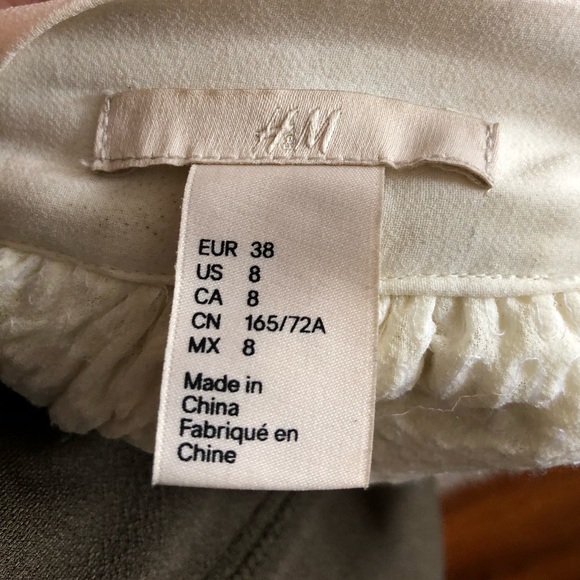 H&M
EUR 38
US 8
CA 8
CN 165/72A
MX 8
Made in
China
Fabriqué en
Chine